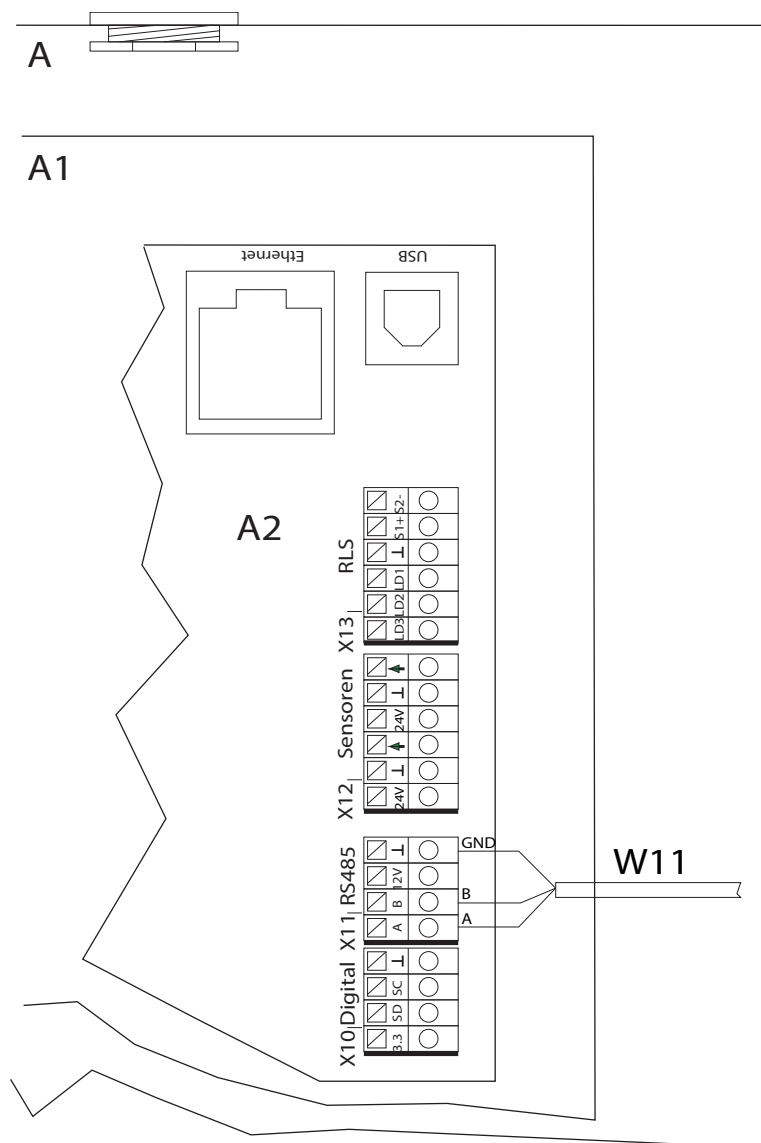 A
A1
Ethernet
USB
A2
RLS
X13
S2-
S1+
⊥
LD1
LD2
LD3
Sensoren
X12
⊥
24V
⊥
24V
RS485
X11
⊥
12V
B
A
GND
B
A
W11
Digital
X10
⊥
SC
SD
3.3